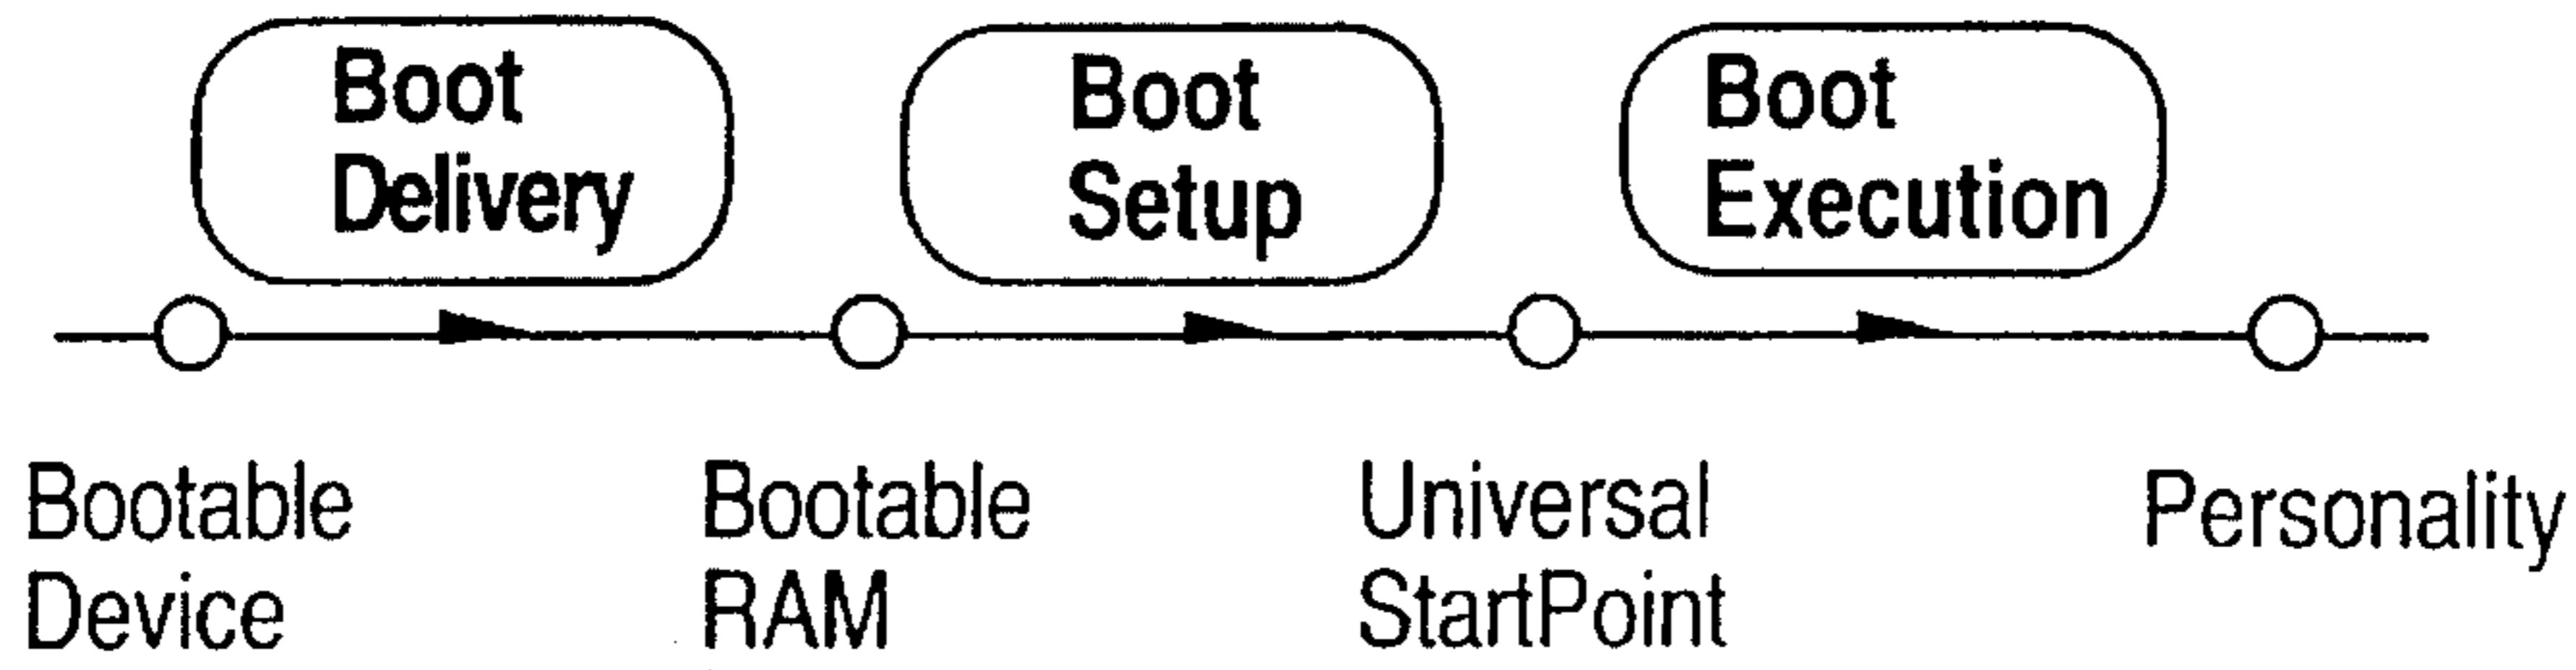 Boot
Delivery
Boot
Setup
Boot
Execution
Bootable
Device
Bootable
RAM
Universal
StartPoint
Personality